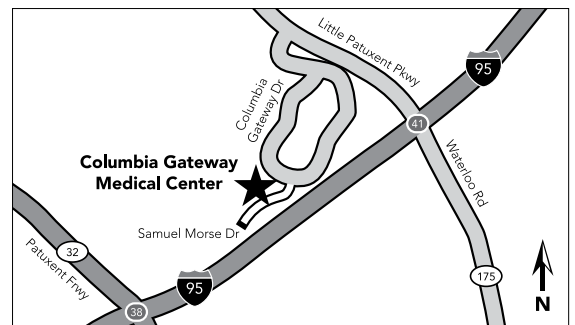 Little Patuxent Pkwy
95
Columbia
Gateway Dr
41
Columbia Gateway
Medical Center
Waterloo Rd
Samuel Morse Dr
32
Patuxent Frwy
95
175
38
N